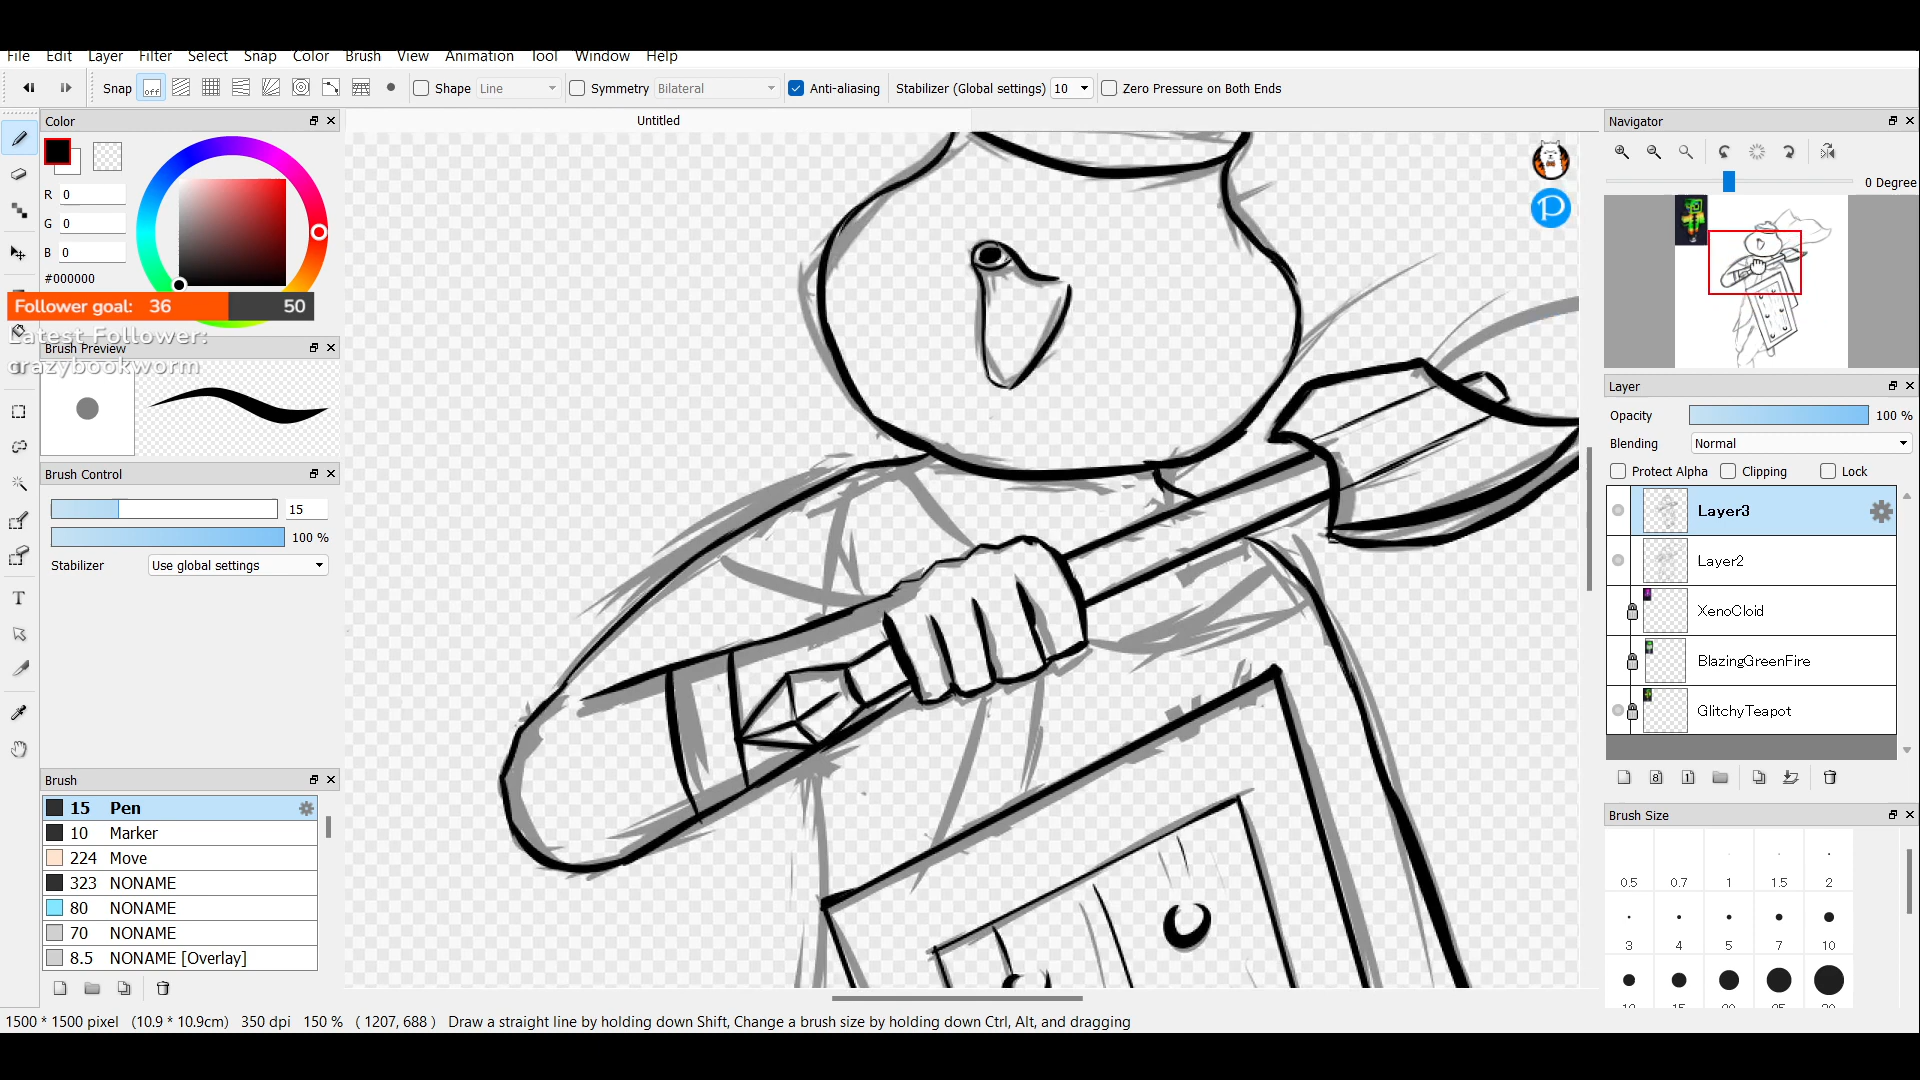 File Edit Layer Filter Select Snap Color Brush View Animation Tool Window Help
Snap off Shape Line Symmetry Bilateral Anti-aliasing Stabilizer (Global settings) 10 Zero Pressure on Both Ends
Color
Untitled
Navigator
R 0
G 0
B 0
#000000
0 Degree
Follower goal: 36 50
Latest Follower:
crazybookworm
Brush Preview
Brush Control
15
100 %
Stabilizer Use global settings
Brush
15 Pen
10 Marker
224 Move
323 NONAME
80 NONAME
70 NONAME
8.5 NONAME [Overlay]
Layer
Opacity 100 %
Blending Normal
Protect Alpha Clipping Lock
Layer3
Layer2
XenoCloid
BlazingGreenFire
GlitchyTeapot
Brush Size
0.5 0.7 1 1.5 2
3 4 5 7 10
1500 * 1500 pixel (10.9 * 10.9cm) 350 dpi 150 % ( 1207, 688 ) Draw a straight line by holding down Shift, Change a brush size by holding down Ctrl, Alt, and dragging